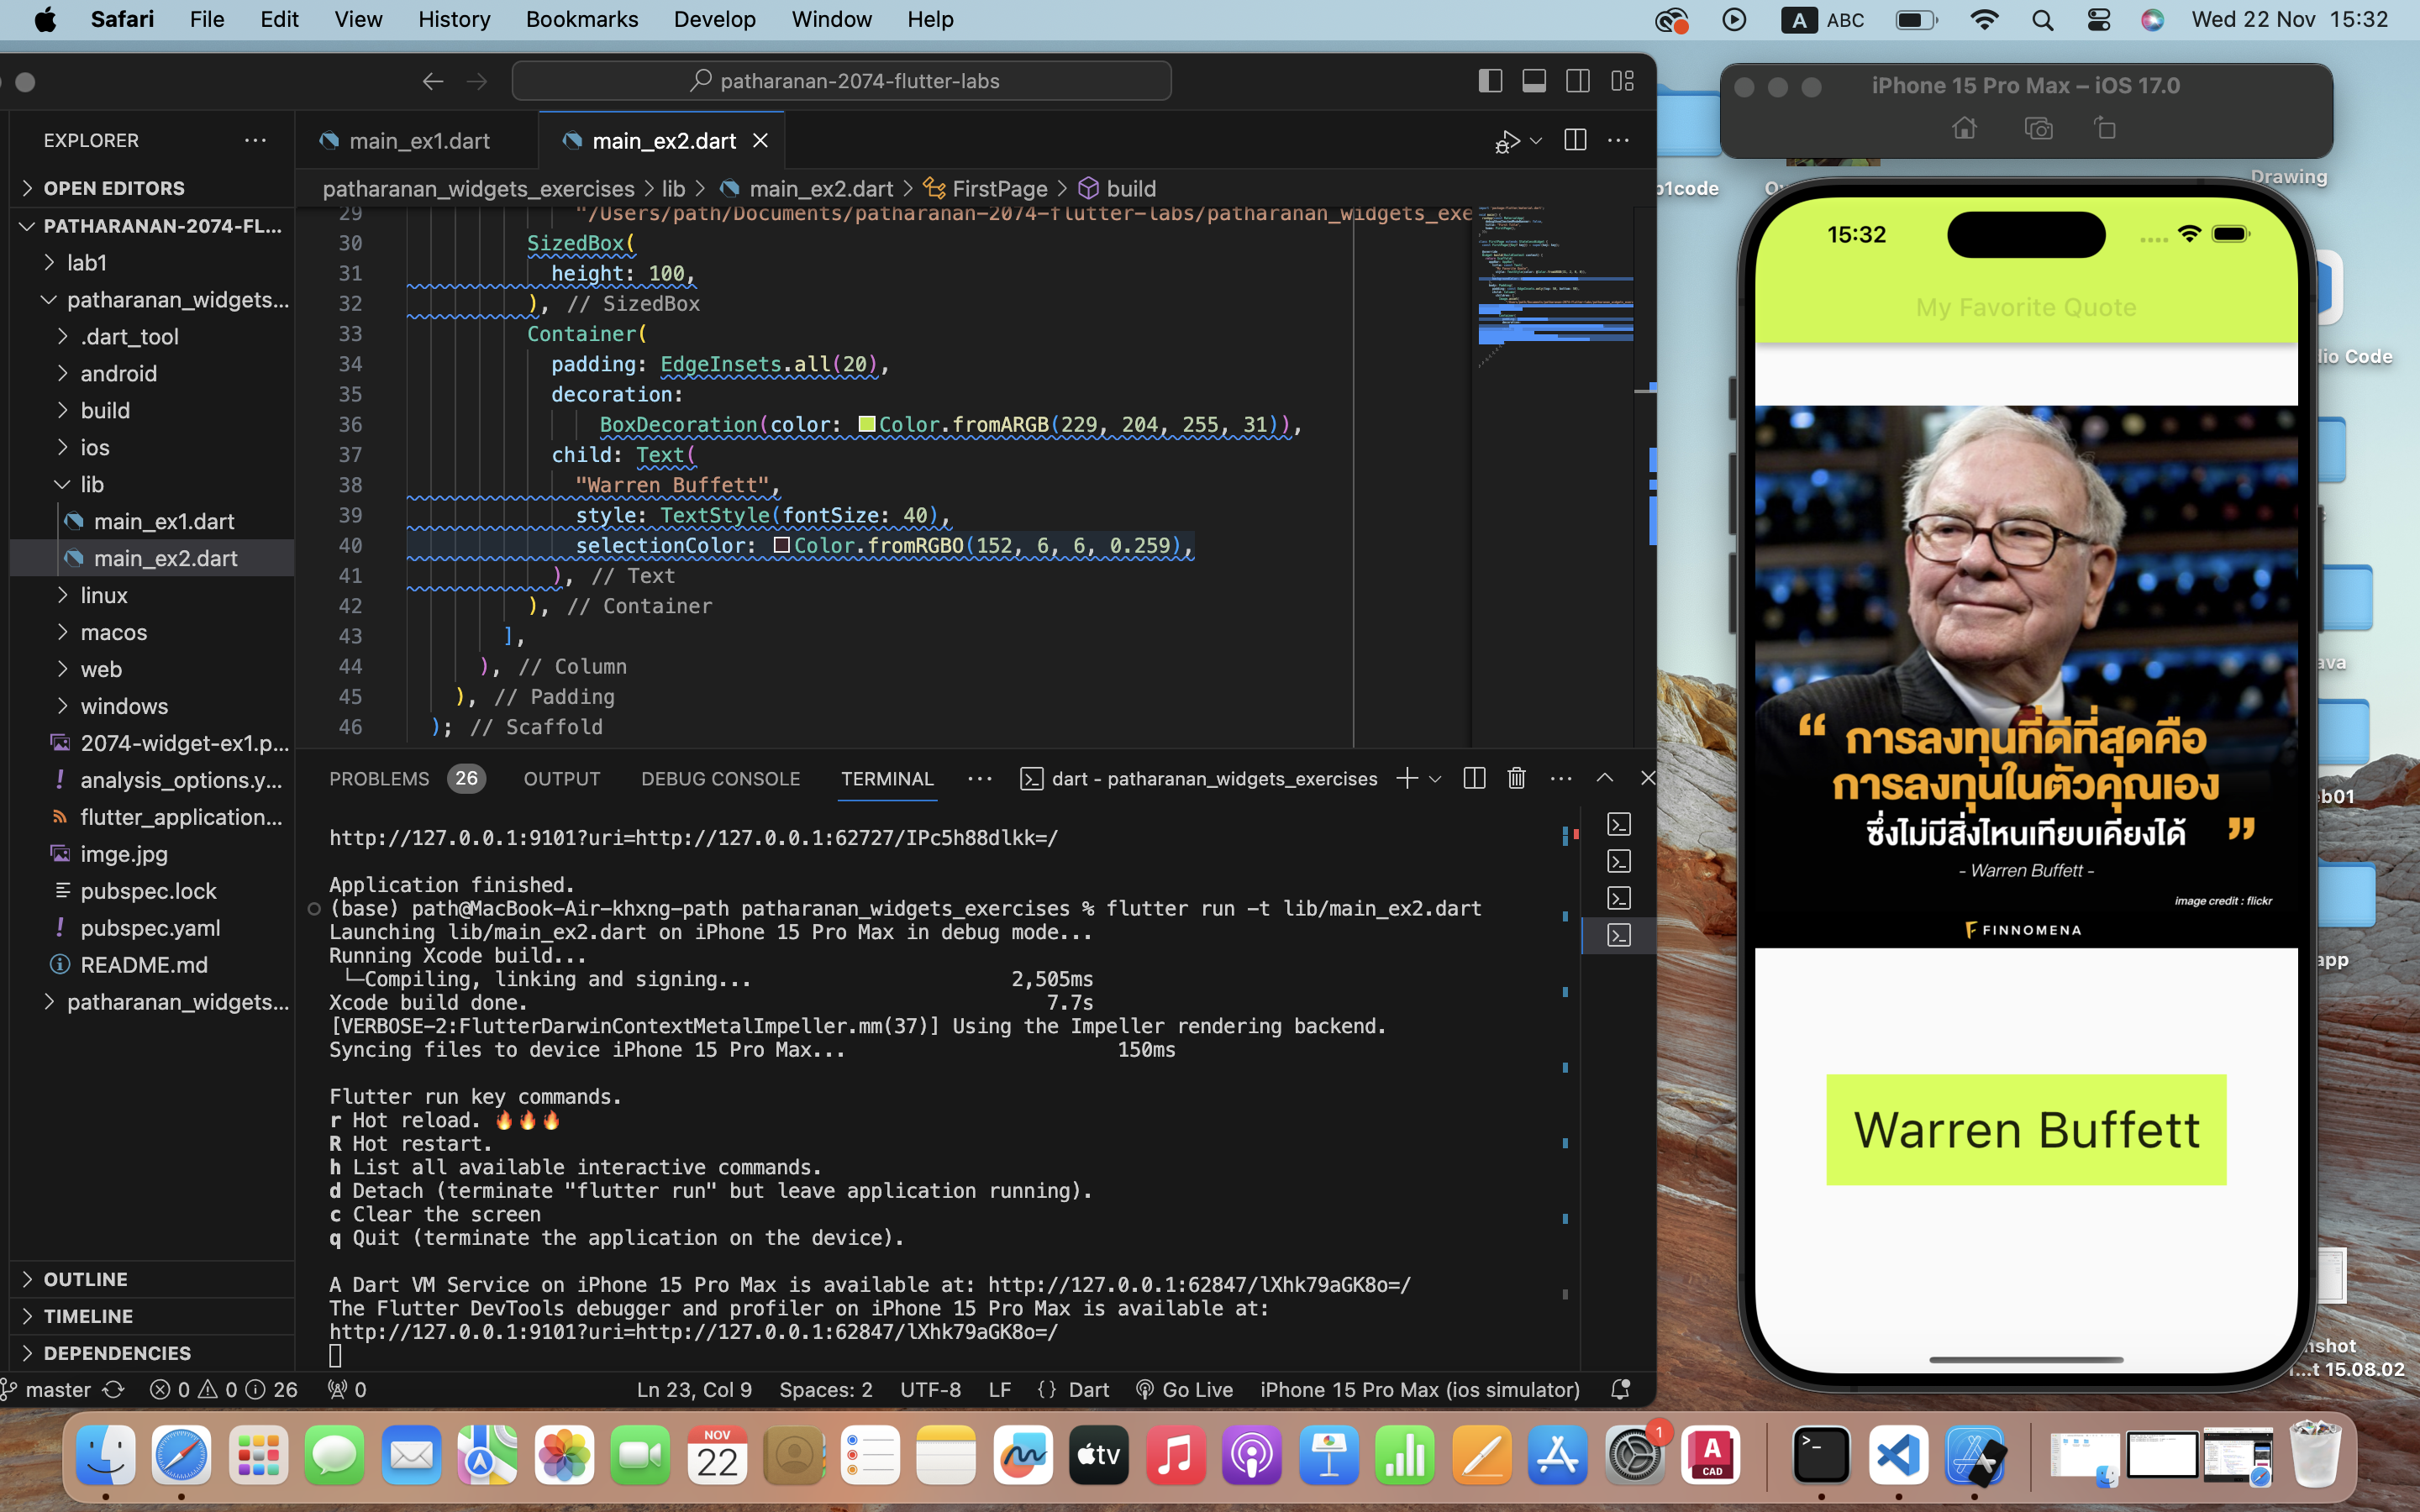 Safari File Edit View History Bookmarks Develop Window Help
A ABC Wed 22 Nov 15:32
patharanan-2074-flutter-labs
EXPLORER
OPEN EDITORS
PATHARANAN-2074-FL...
lab1
patharanan_widgets...
.dart_tool
android
build
ios
lib
main_ex1.dart
main_ex2.dart
linux
macos
web
windows
2074-widget-ex1.p...
analysis_options.y...
flutter_application...
imge.jpg
pubspec.lock
pubspec.yaml
README.md
patharanan_widgets...
OUTLINE
TIMELINE
DEPENDENCIES
main_ex1.dart main_ex2.dart
patharanan_widgets_exercises > lib > main_ex2.dart > FirstPage > build
29 "/Users/path/Documents/patharanan-2074-flutter-labs/patharanan_widgets_exe
30 SizedBox(
31 height: 100,
32 ), // SizedBox
33 Container(
34 padding: EdgeInsets.all(20),
35 decoration:
36 BoxDecoration(color: Color.fromARGB(229, 204, 255, 31)),
37 child: Text(
38 "Warren Buffett",
39 style: TextStyle(fontSize: 40),
40 selectionColor: Color.fromRGBO(152, 6, 6, 0.259),
41 ), // Text
42 ), // Container
43 ],
44 ), // Column
45 ), // Padding
46 ); // Scaffold
PROBLEMS 26 OUTPUT DEBUG CONSOLE TERMINAL ... dart - patharanan_widgets_exercises
http://127.0.0.1:9101?uri=http://127.0.0.1:62727/IPc5h88dlkk=/
Application finished.
(base) path@MacBook-Air-khxng-path patharanan_widgets_exercises % flutter run -t lib/main_ex2.dart
Launching lib/main_ex2.dart on iPhone 15 Pro Max in debug mode...
Running Xcode build...
└─Compiling, linking and signing... 2,505ms
Xcode build done. 7.7s
[VERBOSE-2:FlutterDarwinContextMetalImpeller.mm(37)] Using the Impeller rendering backend.
Syncing files to device iPhone 15 Pro Max... 150ms
Flutter run key commands.
r Hot reload. 🔥🔥🔥
R Hot restart.
h List all available interactive commands.
d Detach (terminate "flutter run" but leave application running).
c Clear the screen
q Quit (terminate the application on the device).
A Dart VM Service on iPhone 15 Pro Max is available at: http://127.0.0.1:62847/lXhk79aGK8o=/
The Flutter DevTools debugger and profiler on iPhone 15 Pro Max is available at:
http://127.0.0.1:9101?uri=http://127.0.0.1:62847/lXhk79aGK8o=/
master 0 0 26 0 Ln 23, Col 9 Spaces: 2 UTF-8 LF {} Dart Go Live iPhone 15 Pro Max (ios simulator)
iPhone 15 Pro Max – iOS 17.0
15:32
My Favorite Quote
“ การลงทุนที่ดีที่สุดคือ
การลงทุนในตัวคุณเอง
ซึ่งไม่มีสิ่งไหนเทียบเคียงได้ ”
- Warren Buffett -
image credit : flickr
FINNOMENA
Warren Buffett
Drawing
NOV
22
tv
1
A
CAD